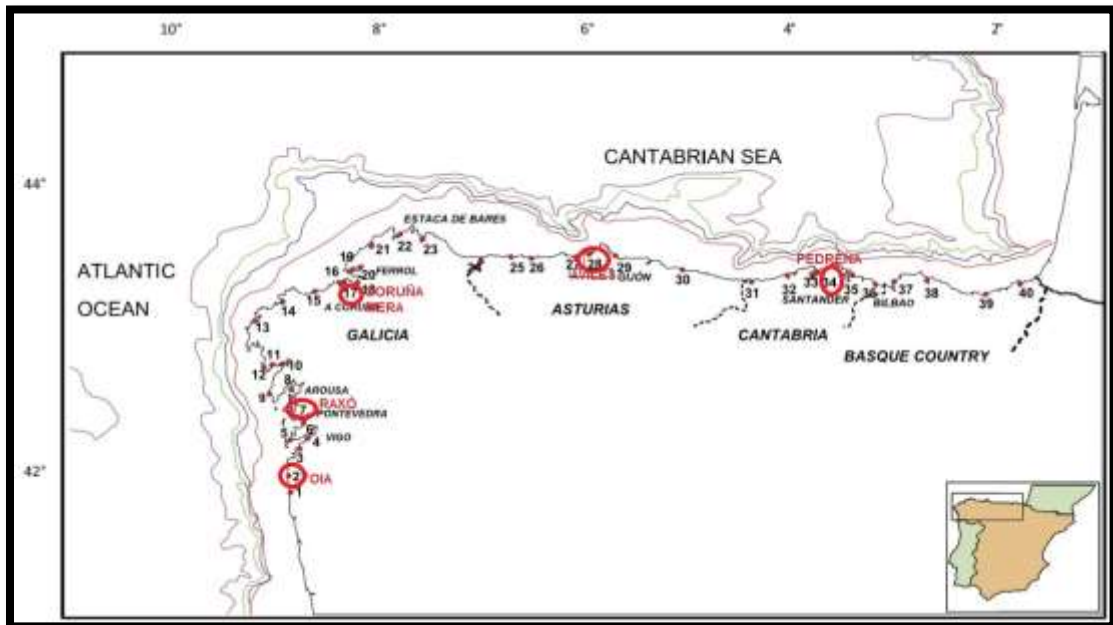 10° 8° 6° 4° 2°
44°
42°
CANTABRIAN SEA
ATLANTIC
OCEAN
ESTACA DE BARES
FERROL
A CORUÑA
GALICIA
ASTURIAS
GIJÓN
CANTABRIA
SANTANDER
PEDREÑA
BILBAO
BASQUE COUNTRY
AROUSA
RAXÓ
PONTEVEDRA
VIGO
OIA
19 21 22 23 25 26 28 29 30 31 32 33 34 35 36 37 38 39 40
16 20
17
15
14
13
11 10
12
8
9
7
5 6
4
2